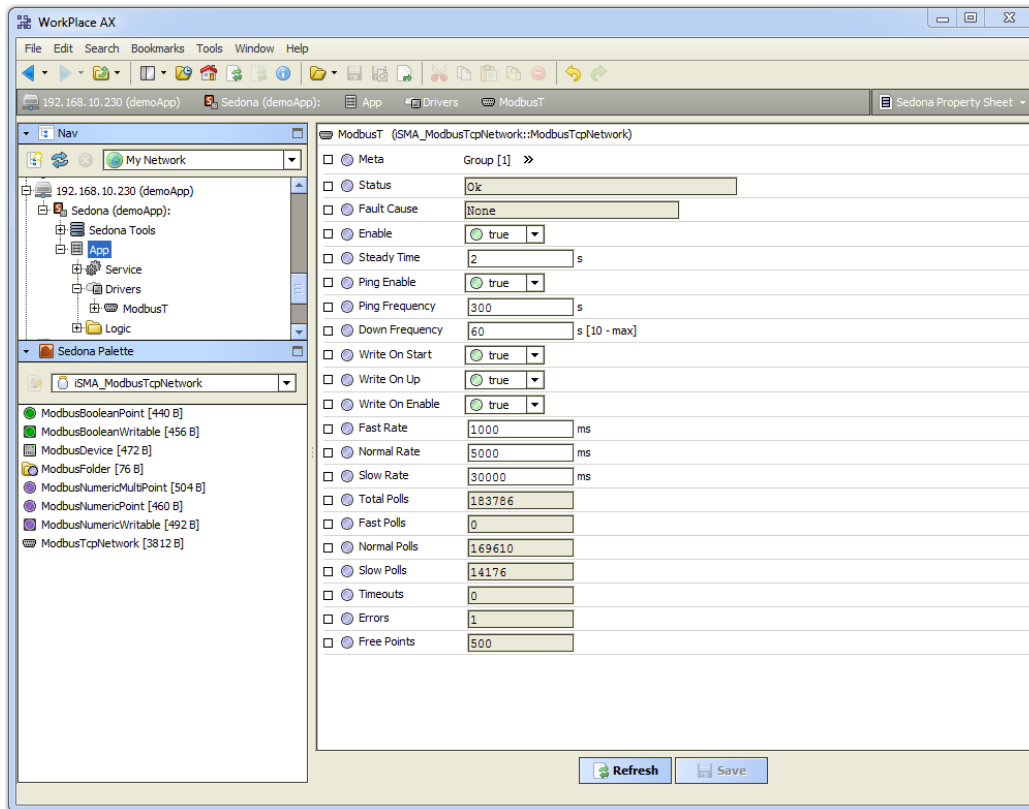 WorkPlace AX
File Edit Search Bookmarks Tools Window Help
192.168.10.230 (demoApp) Sedona (demoApp): App Drivers ModbusT Sedona Property Sheet
Nav
My Network
192.168.10.230 (demoApp)
Sedona (demoApp):
Sedona Tools
App
Service
Drivers
ModbusT
Logic
Sedona Palette
iSMA_ModbusTcpNetwork
ModbusBooleanPoint [440 B]
ModbusBooleanWritable [456 B]
ModbusDevice [472 B]
ModbusFolder [76 B]
ModbusNumericMultiPoint [504 B]
ModbusNumericPoint [460 B]
ModbusNumericWritable [492 B]
ModbusTcpNetwork [3812 B]
ModbusT (iSMA_ModbusTcpNetwork::ModbusTcpNetwork)
Meta Group [1] »
Status Ok
Fault Cause None
Enable true
Steady Time 2 s
Ping Enable true
Ping Frequency 300 s
Down Frequency 60 s [10 - max]
Write On Start true
Write On Up true
Write On Enable true
Fast Rate 1000 ms
Normal Rate 5000 ms
Slow Rate 30000 ms
Total Polls 183786
Fast Polls 0
Normal Polls 169610
Slow Polls 14176
Timeouts 0
Errors 1
Free Points 500
Refresh Save